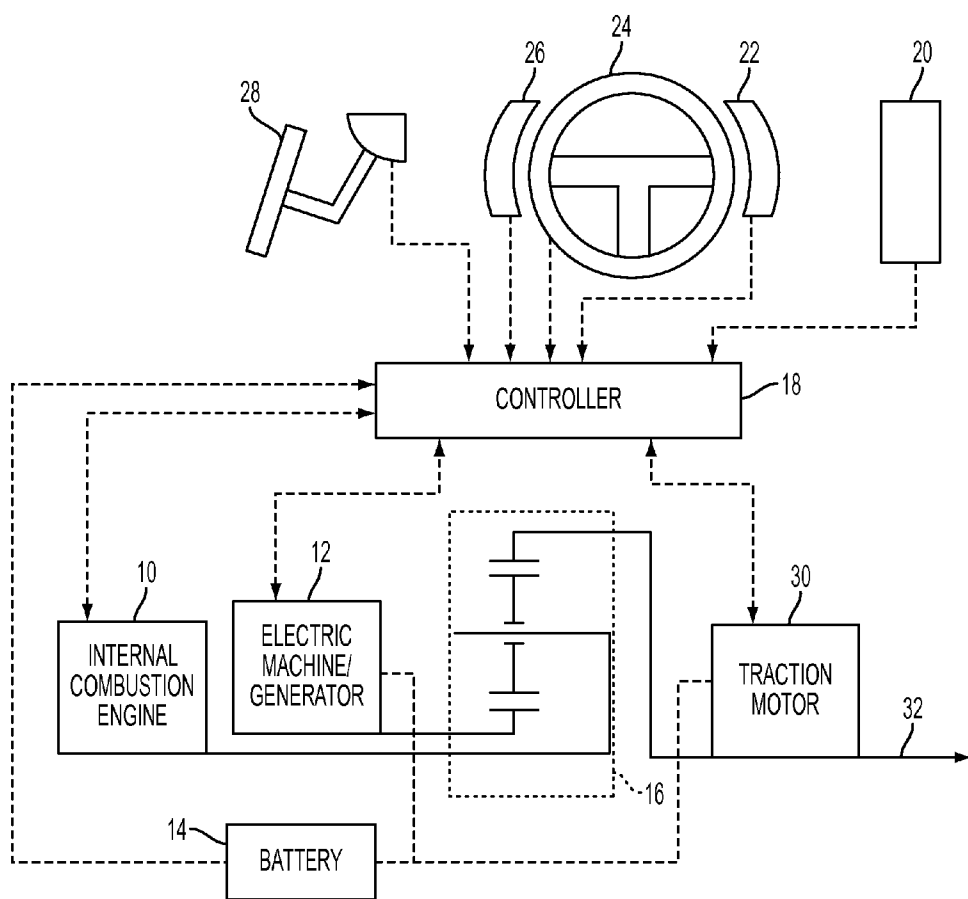 24
26
22
20
28
CONTROLLER
18
10
12
30
INTERNAL
COMBUSTION
ENGINE
ELECTRIC
MACHINE/
GENERATOR
TRACTION
MOTOR
32
16
14
BATTERY